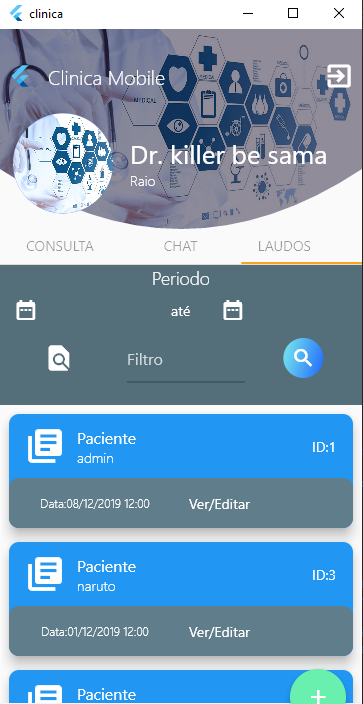 clinica
Clinica Mobile
MEDICAL
Dr. killer be sama
Raio
CONSULTA CHAT LAUDOS
Periodo
até
Filtro
Paciente
admin
ID:1
Data:08/12/2019 12:00 Ver/Editar
Paciente
naruto
ID:3
Data:01/12/2019 12:00 Ver/Editar
Paciente